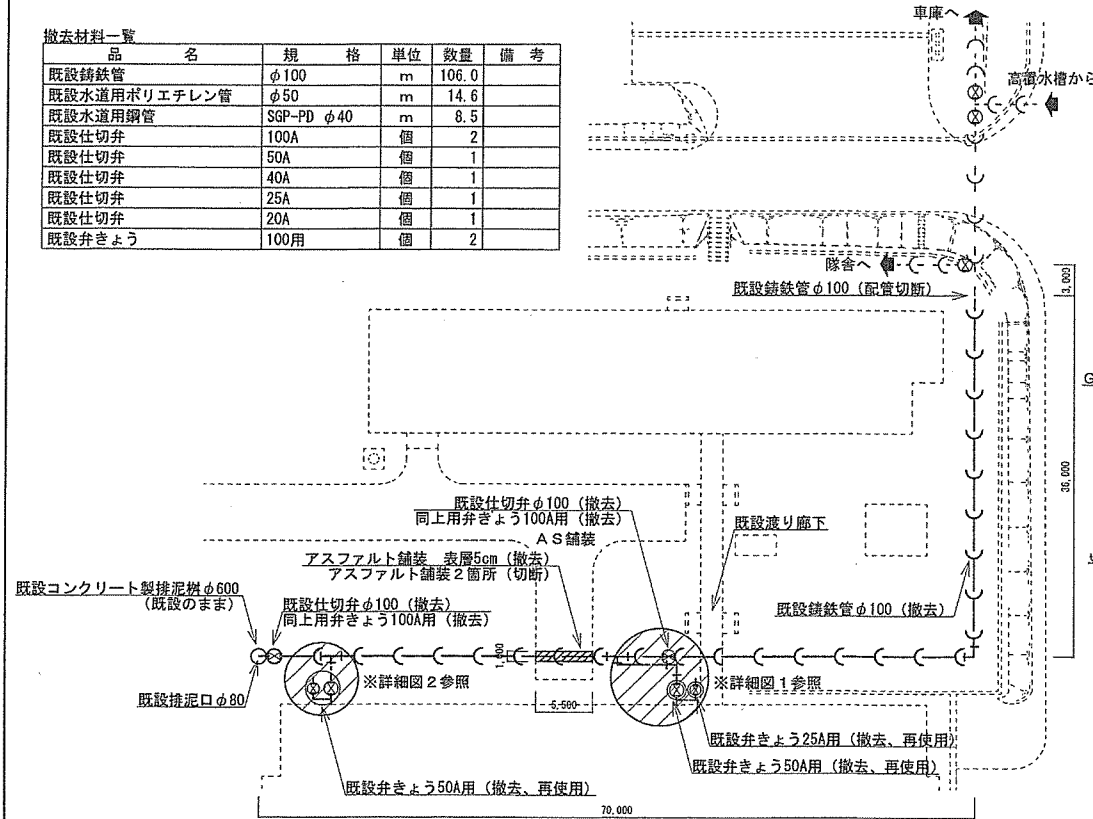 撤去材料一覧
品 名 規 格 単位 数量 備 考
既設鋳鉄管 φ100 m 106.0
既設水道用ポリエチレン管 φ50 m 14.6
既設水道用鋼管 SGP-PD φ40 m 8.5
既設仕切弁 100A 個 2
既設仕切弁 50A 個 1
既設仕切弁 40A 個 1
既設仕切弁 25A 個 1
既設仕切弁 20A 個 1
既設弁きょう 100用 個 2
車庫へ
高置水槽から
隊舎へ
既設鋳鉄管φ100（配管切断）
3,000
36,000
G
既設仕切弁φ100（撤去）
同上用弁きょう100A用（撤去）
AS舗装
既設渡り廊下
アスファルト舗装 表層5cm（撤去）
アスファルト舗装２箇所（切断）
既設コンクリート製排泥桝φ600
（既設のまま）
既設仕切弁φ100（撤去）
同上用弁きょう100A用（撤去）
既設鋳鉄管φ100（撤去）
既設排泥口φ80
※詳細図２参照
5,500
※詳細図１参照
既設弁きょう25A用（撤去、再使用）
既設弁きょう50A用（撤去、再使用）
既設弁きょう50A用（撤去、再使用）
70,000